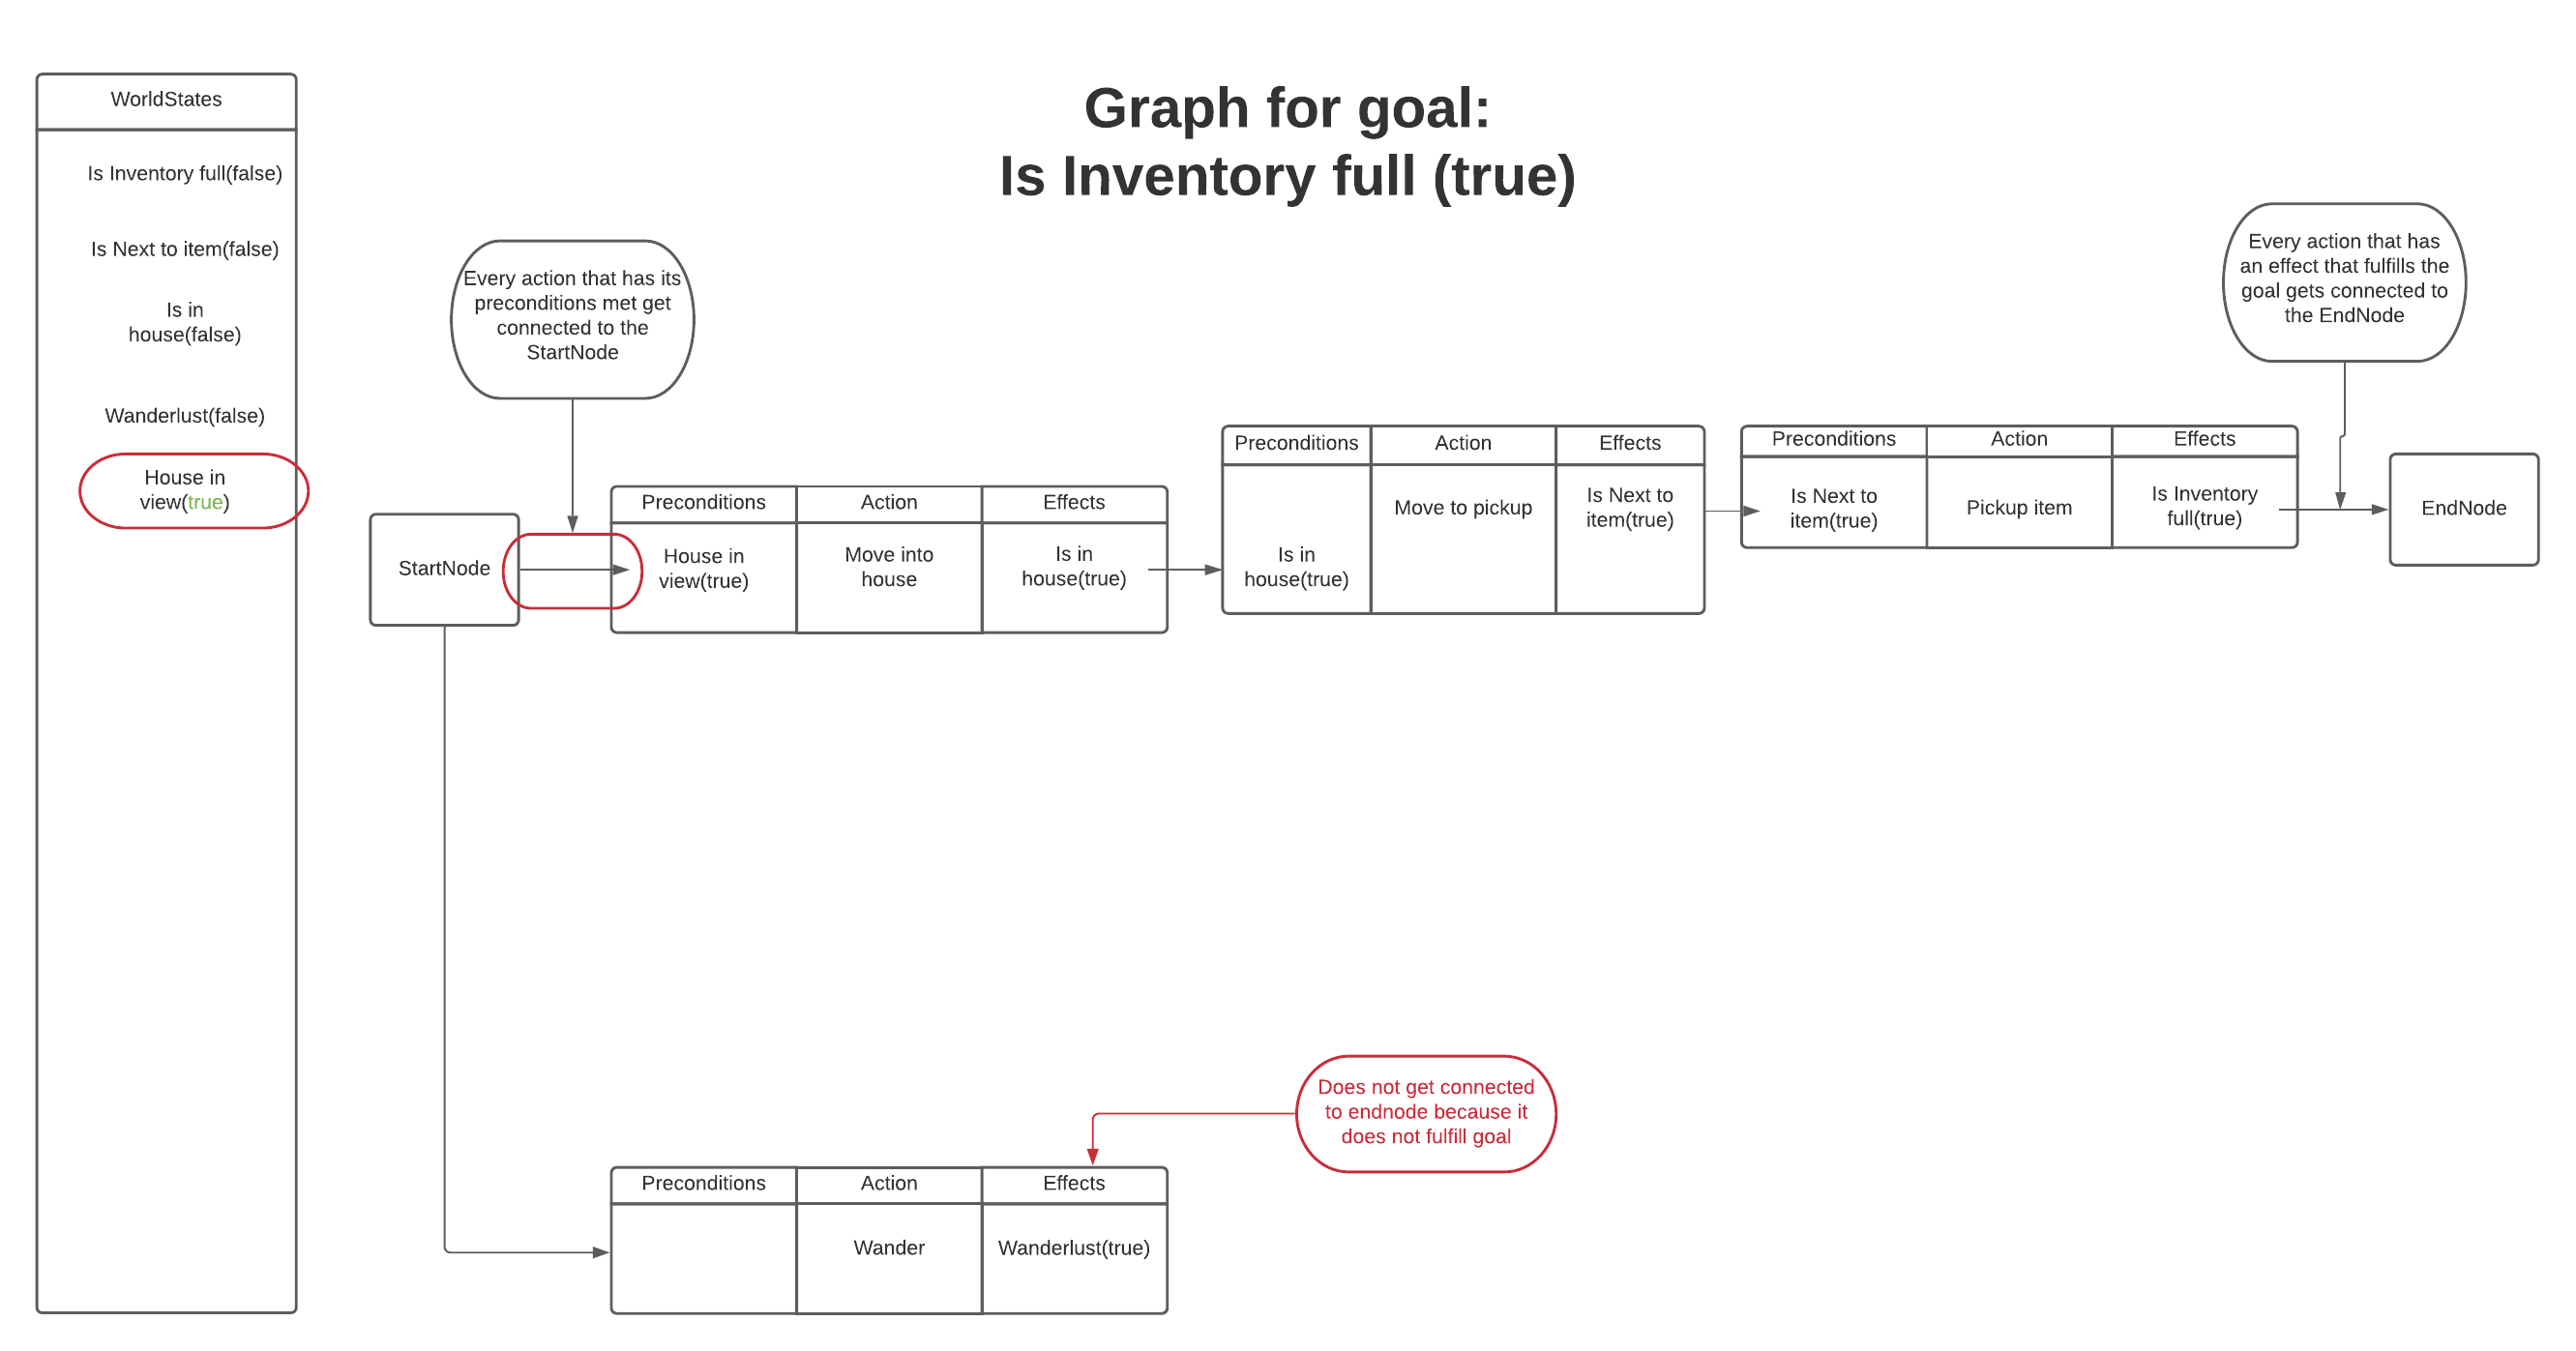 WorldStates
Is Inventory full(false)
Is Next to item(false)
Is in
house(false)
Wanderlust(false)
House in
view(true)
Graph for goal:
Is Inventory full (true)
Every action that has its
preconditions met get
connected to the
StartNode
Every action that has
an effect that fulfills the
goal gets connected to
the EndNode
StartNode
Preconditions
Action
Effects
House in
view(true)
Move into
house
Is in
house(true)
Preconditions
Action
Effects
Is in
house(true)
Move to pickup
Is Next to
item(true)
Preconditions
Action
Effects
Is Next to
item(true)
Pickup item
Is Inventory
full(true)
EndNode
Does not get connected
to endnode because it
does not fulfill goal
Preconditions
Action
Effects
Wander
Wanderlust(true)